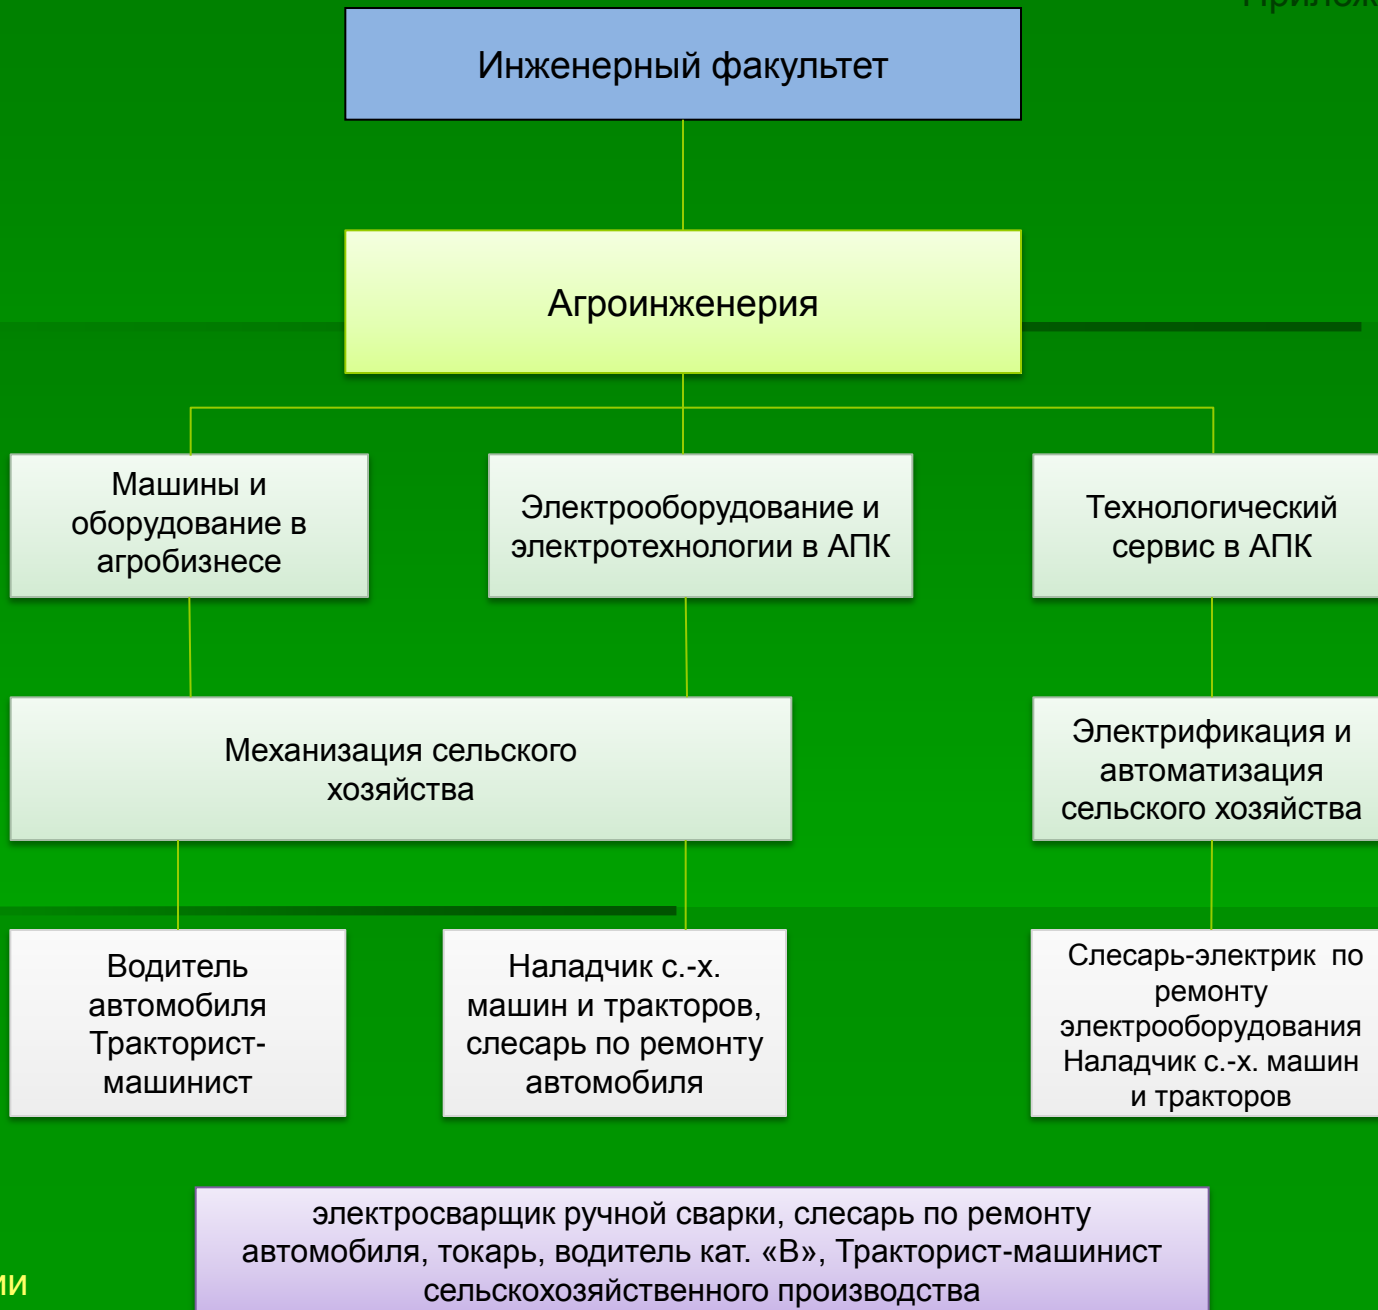 Инженерный факультет
Агроинженерия
Машины и
оборудование в
агробизнесе
Электрооборудование и
электротехнологии в АПК
Технологический
сервис в АПК
Механизация сельского
хозяйства
Электрификация и
автоматизация
сельского хозяйства
Водитель
автомобиля
Тракторист-
машинист
Наладчик с.-х.
машин и тракторов,
слесарь по ремонту
автомобиля
Слесарь-электрик по
ремонту
электрооборудования
Наладчик с.-х. машин
и тракторов
электросварщик ручной сварки, слесарь по ремонту
автомобиля, токарь, водитель кат. «В», Тракторист-машинист
сельскохозяйственного производства